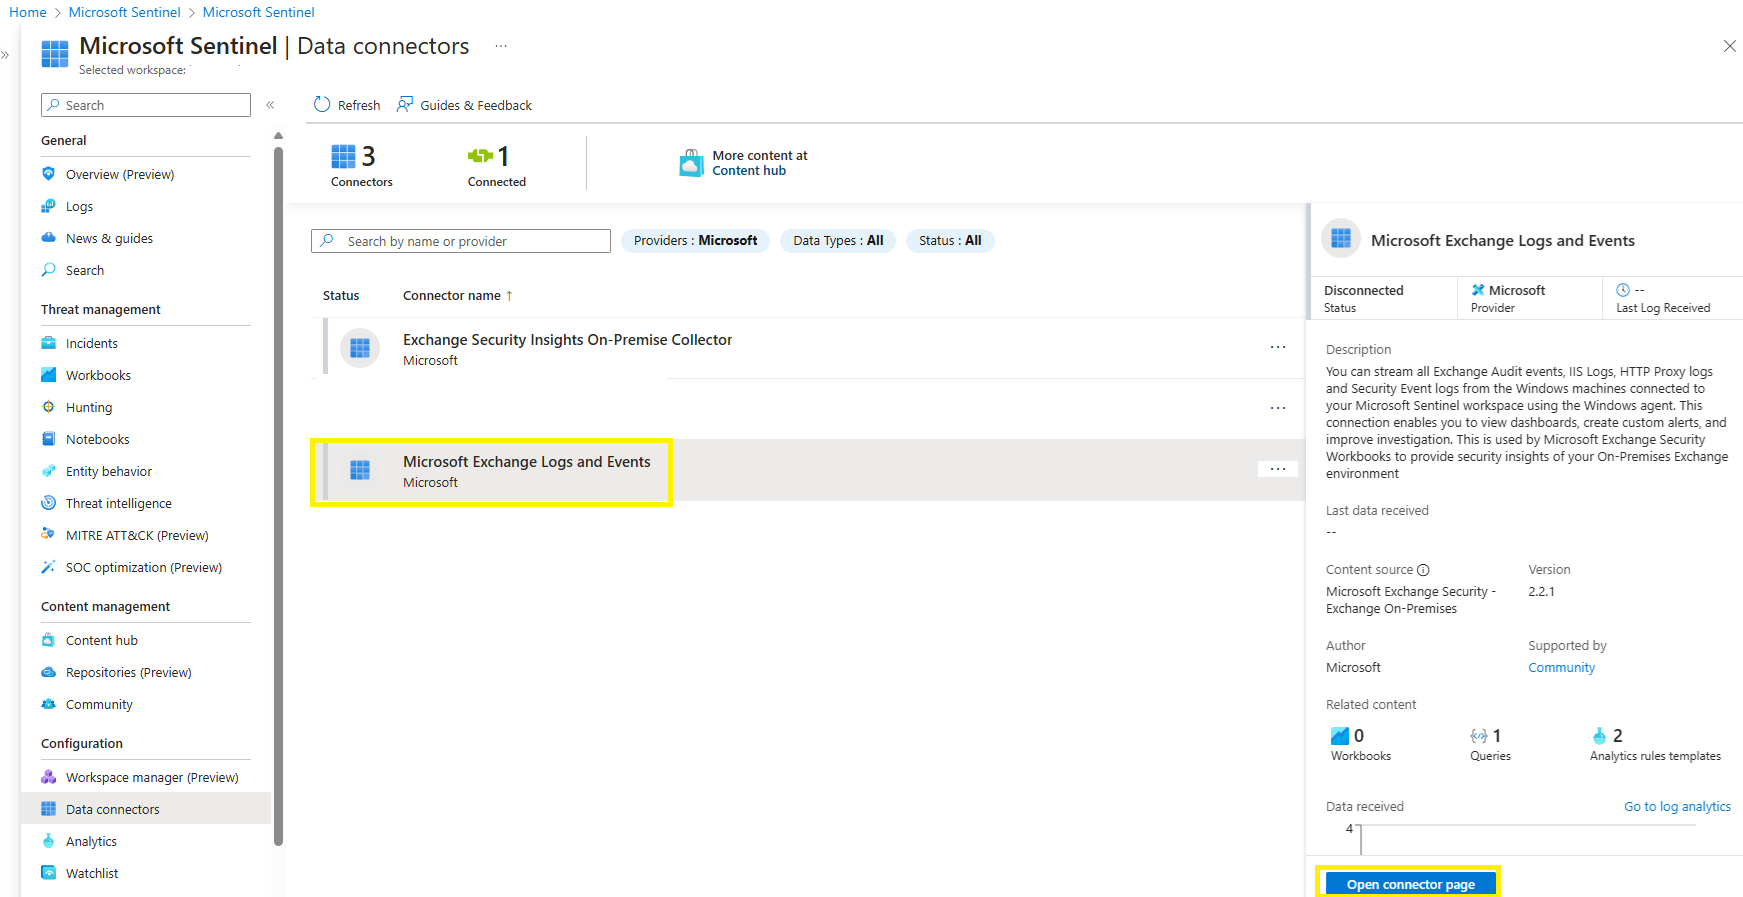 Home > Microsoft Sentinel > Microsoft Sentinel
Microsoft Sentinel | Data connectors ...
Selected workspace:
Search
General
Overview (Preview)
Logs
News & guides
Search
Threat management
Incidents
Workbooks
Hunting
Notebooks
Entity behavior
Threat intelligence
MITRE ATT&CK (Preview)
SOC optimization (Preview)
Content management
Content hub
Repositories (Preview)
Community
Configuration
Workspace manager (Preview)
Data connectors
Analytics
Watchlist
Refresh Guides & Feedback
3 Connectors
1 Connected
More content at
Content hub
Search by name or provider
Providers : Microsoft
Data Types : All
Status : All
Status Connector name ↑
Exchange Security Insights On-Premise Collector
Microsoft
Microsoft Exchange Logs and Events
Microsoft
Microsoft Exchange Logs and Events
Disconnected
Status
Microsoft
Provider
--
Last Log Received
Description
You can stream all Exchange Audit events, IIS Logs, HTTP Proxy logs
and Security Event logs from the Windows machines connected to
your Microsoft Sentinel workspace using the Windows agent. This
connection enables you to view dashboards, create custom alerts, and
improve investigation. This is used by Microsoft Exchange Security
Workbooks to provide security insights of your On-Premises Exchange
environment
Last data received
--
Content source
Microsoft Exchange Security -
Exchange On-Premises
Version
2.2.1
Author
Microsoft
Supported by
Community
Related content
0
Workbooks
1
Queries
2
Analytics rules templates
Data received Go to log analytics
4
Open connector page